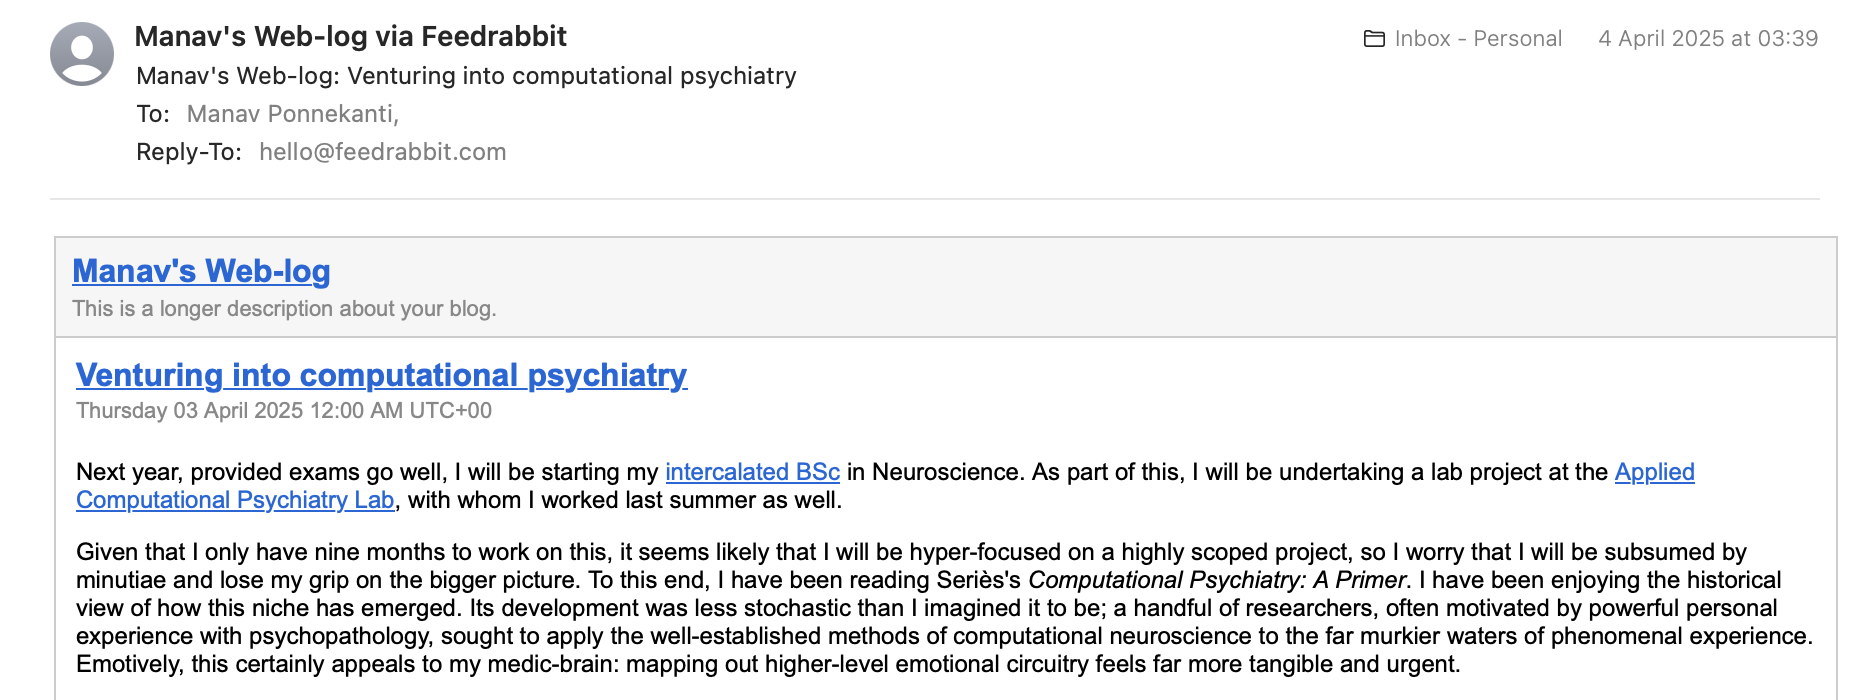 Manav's Web-log via Feedrabbit
Inbox - Personal 4 April 2025 at 03:39
Manav's Web-log: Venturing into computational psychiatry
To: Manav Ponnekanti,
Reply-To: hello@feedrabbit.com
Manav's Web-log
This is a longer description about your blog.
Venturing into computational psychiatry
Thursday 03 April 2025 12:00 AM UTC+00
Next year, provided exams go well, I will be starting my intercalated BSc in Neuroscience. As part of this, I will be undertaking a lab project at the Applied
Computational Psychiatry Lab, with whom I worked last summer as well.
Given that I only have nine months to work on this, it seems likely that I will be hyper-focused on a highly scoped project, so I worry that I will be subsumed by
minutiae and lose my grip on the bigger picture. To this end, I have been reading Seriès's Computational Psychiatry: A Primer. I have been enjoying the historical
view of how this niche has emerged. Its development was less stochastic than I imagined it to be; a handful of researchers, often motivated by powerful personal
experience with psychopathology, sought to apply the well-established methods of computational neuroscience to the far murkier waters of phenomenal experience.
Emotively, this certainly appeals to my medic-brain: mapping out higher-level emotional circuitry feels far more tangible and urgent.